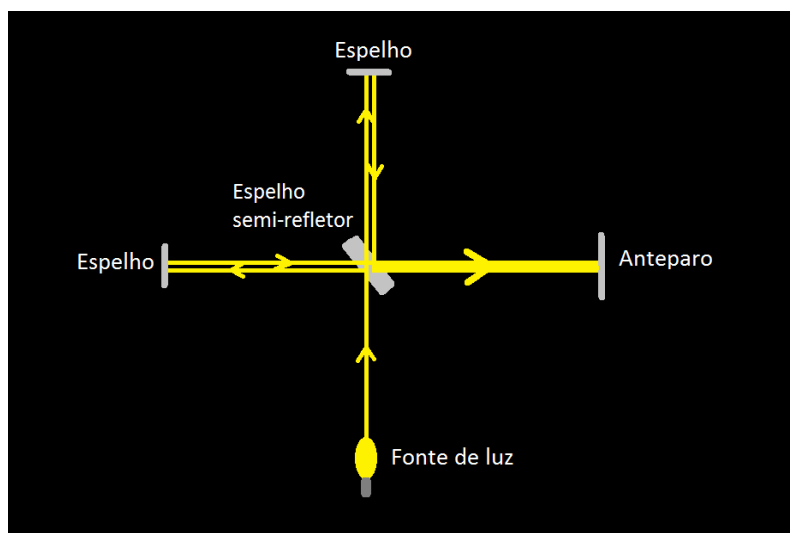 Espelho
Espelho
semi-refletor
Espelho
Anteparo
Fonte de luz